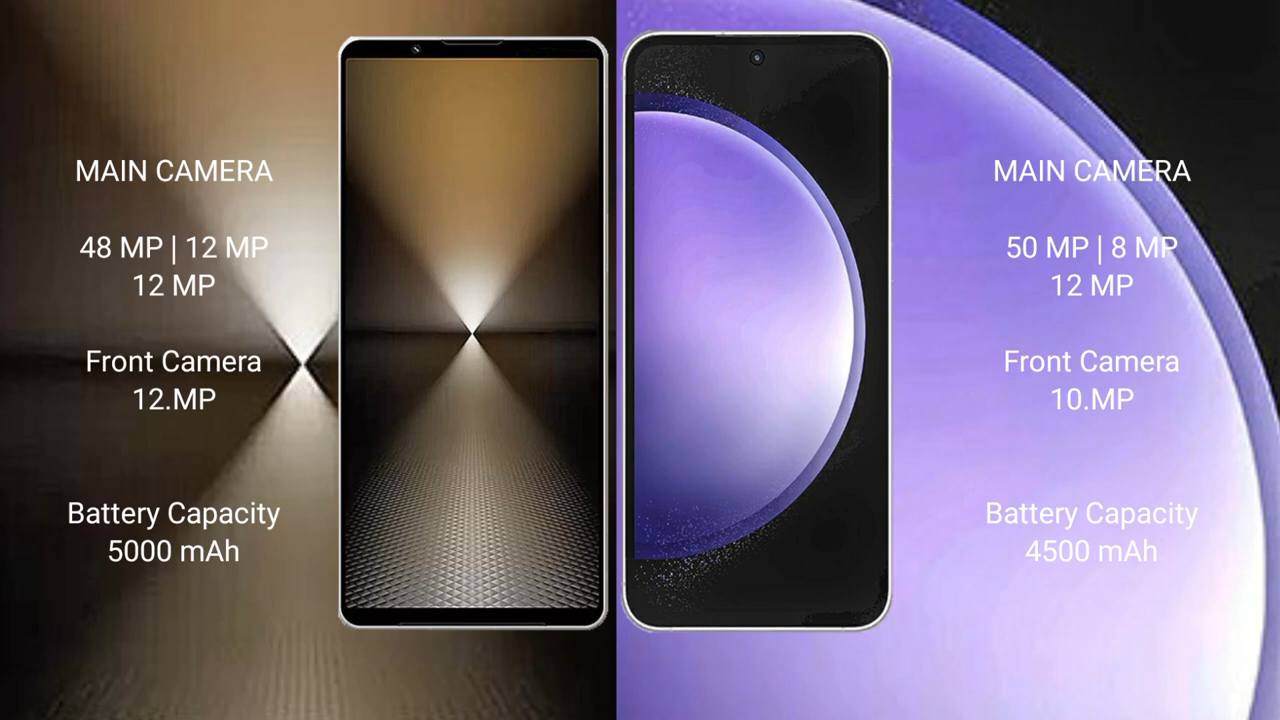 MAIN CAMERA
48 MP | 12 MP
12 MP
Front Camera
12.MP
Battery Capacity
5000 mAh
MAIN CAMERA
50 MP | 8 MP
12 MP
Front Camera
10.MP
Battery Capacity
4500 mAh